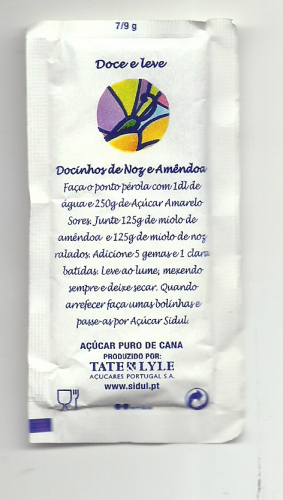 7/9 g
Doce e leve
Docinhos de Noz e Amêndoa
Faça o ponto pérola com 1dl de
água e 250g de Açúcar Amarelo
Sores. Junte 125g de miolo de
amêndoa e 125g de miolo de noz
ralados. Adicione 5 gemas e 1 clara
batidas. Leve ao lume, mexendo
sempre e deixe secar. Quando
arrefecer faça umas bolinhas e
passe-as por Açúcar Sidul.
AÇÚCAR PURO DE CANA
PRODUZIDO POR:
TATE & LYLE
AÇUCARES PORTUGAL S.A.
www.sidul.pt